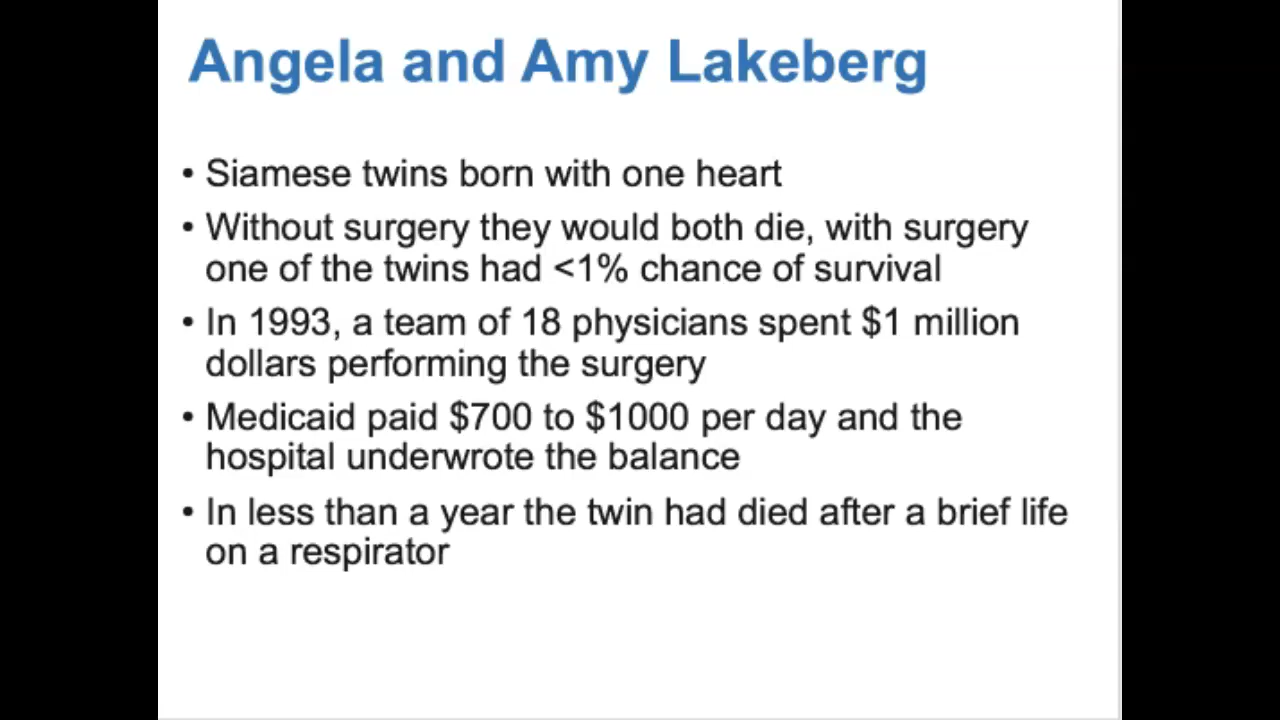 Angela and Amy Lakeberg
• Siamese twins born with one heart
• Without surgery they would both die, with surgery
one of the twins had <1% chance of survival
• In 1993, a team of 18 physicians spent $1 million
dollars performing the surgery
• Medicaid paid $700 to $1000 per day and the
hospital underwrote the balance
• In less than a year the twin had died after a brief life
on a respirator